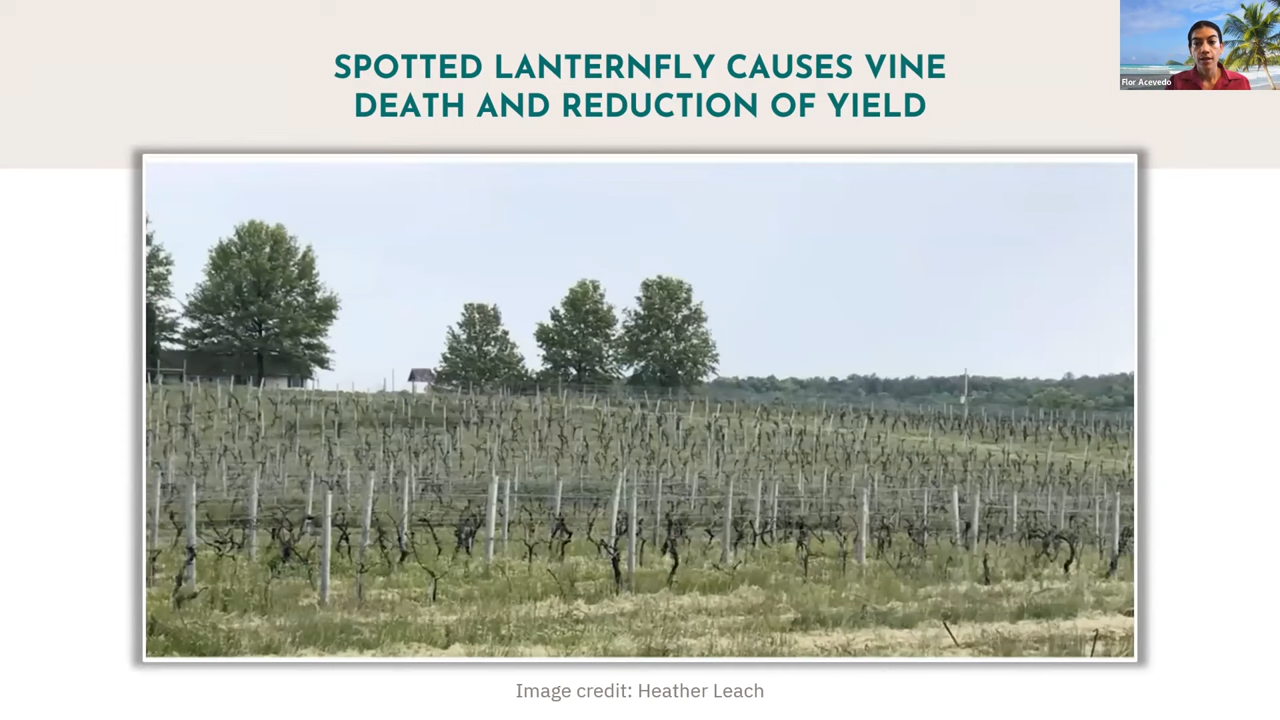 SPOTTED LANTERNFLY CAUSES VINE
DEATH AND REDUCTION OF YIELD
Flor Acevedo
Image credit: Heather Leach